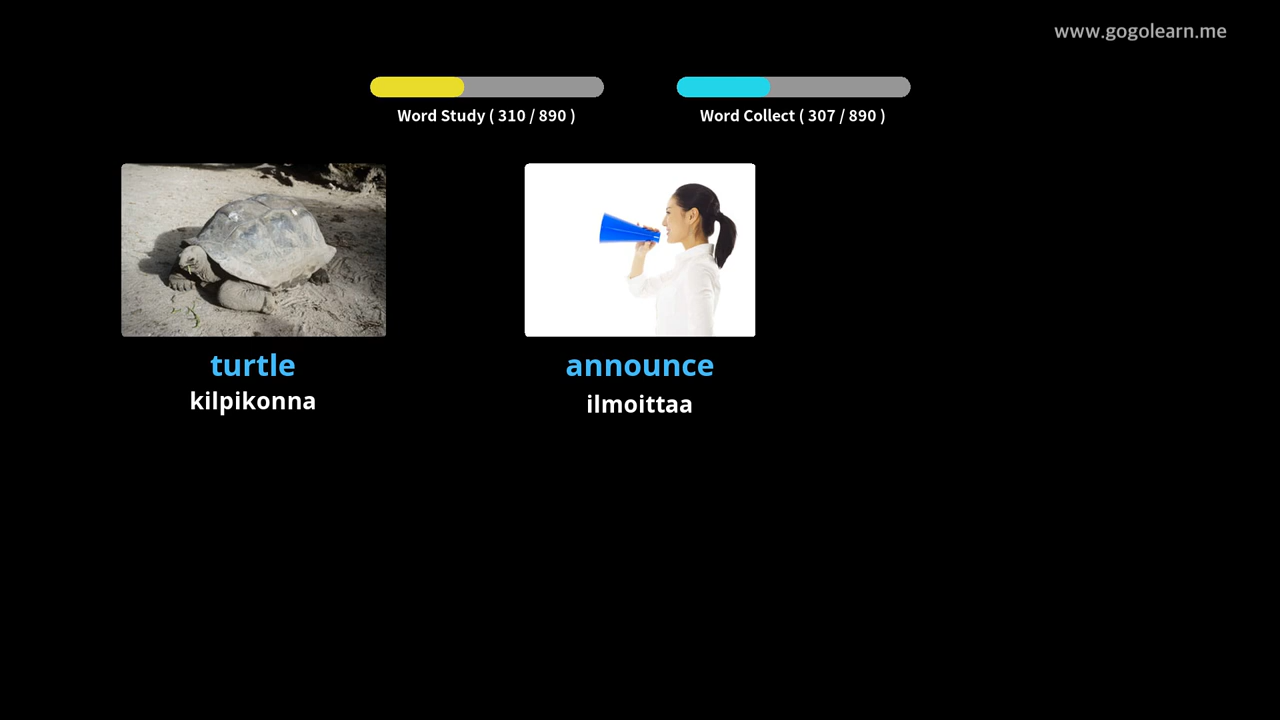 www.gogolearn.me
Word Study ( 310 / 890 )
Word Collect ( 307 / 890 )
turtle
kilpikonna
announce
ilmoittaa